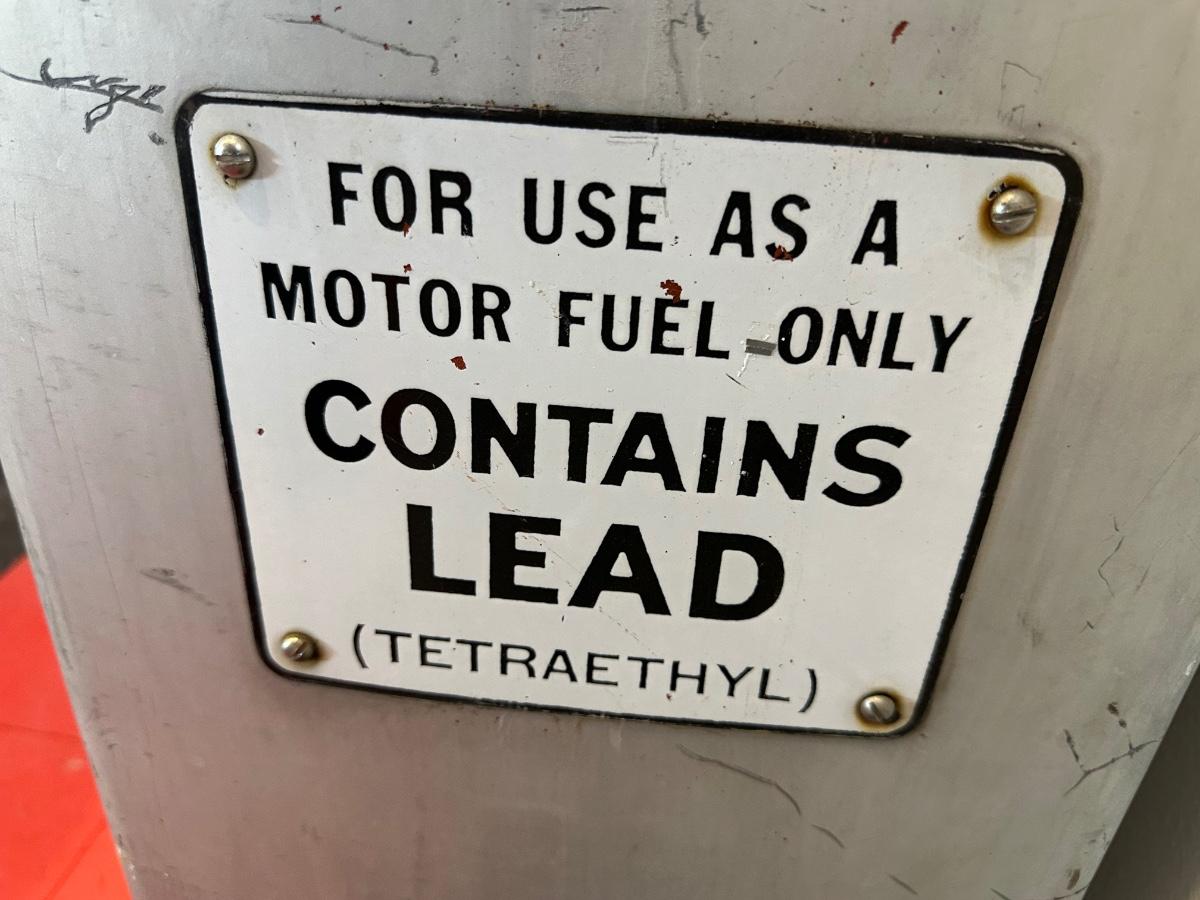 FOR USE AS A
MOTOR FUEL ONLY
CONTAINS
LEAD
(TETRAETHYL)